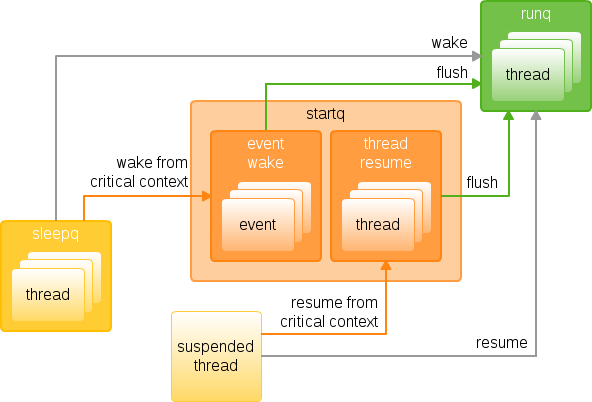 runq
wake
thread
flush
startq
event
wake
thread
resume
wake from
critical context
event
thread
flush
sleepq
thread
resume from
critical context
suspended
thread
resume